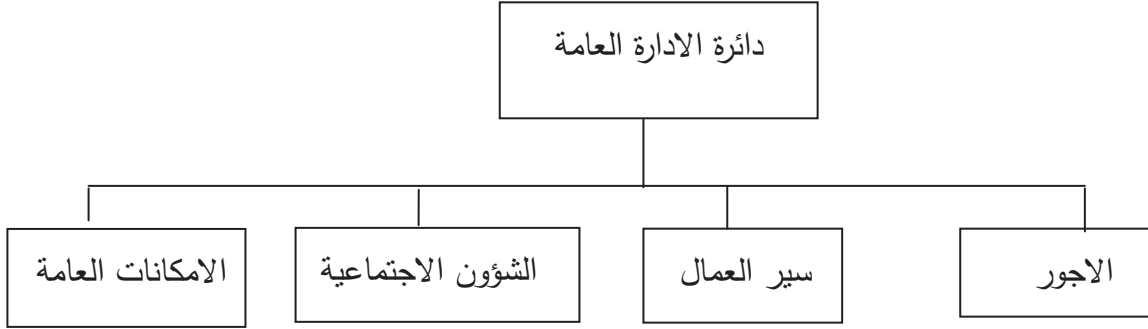 دائرة الادارة العامة
الاجور
سير العمال
الشؤون الاجتماعية
الامكانات العامة